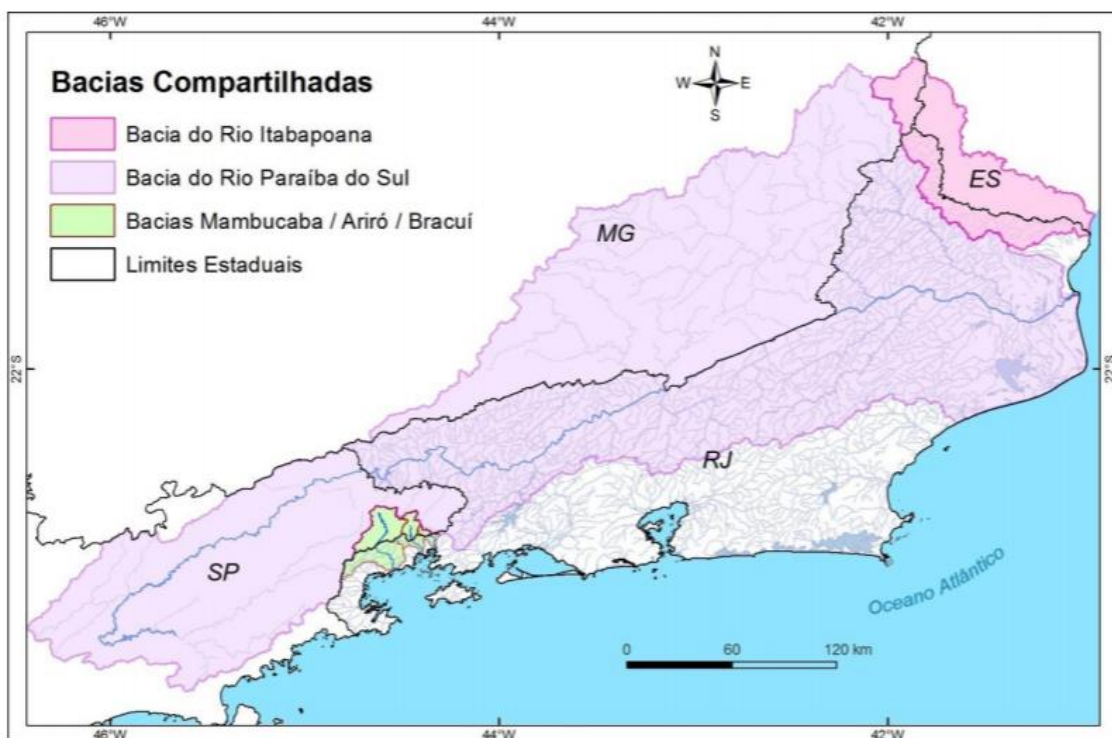 46°W
44°W
42°W
Bacias Compartilhadas
N
W E
S
Bacia do Rio Itabapoana
Bacia do Rio Paraíba do Sul
Bacias Mambucaba / Ariró / Bracuí
Limites Estaduais
ES
MG
22°S
22°S
RJ
SP
Oceano Atlântico
0 60 120 km
46°W
44°W
42°W